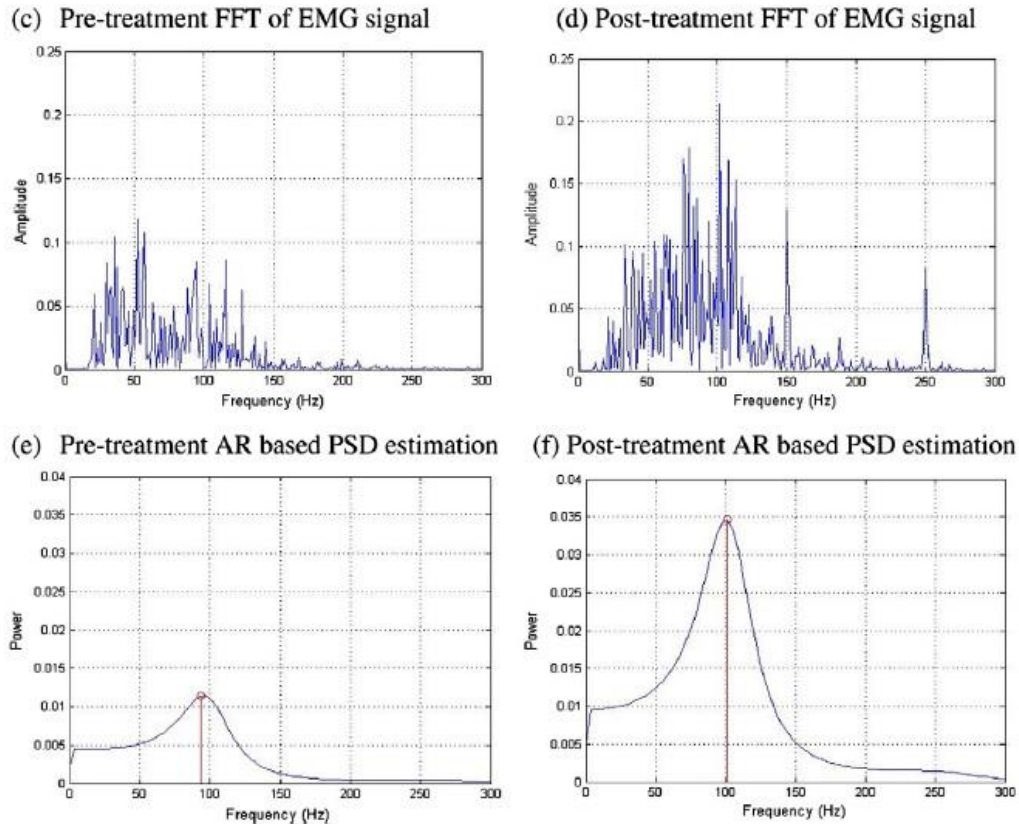 (c) Pre-treatment FFT of EMG signal
(d) Post-treatment FFT of EMG signal
0.25
0.2
0.15
0.1
0.05
0
Amplitude
0 50 100 150 200 250 300
Frequency (Hz)
0.25
0.2
0.15
0.1
0.05
0
Amplitude
0 50 100 150 200 250 300
Frequency (Hz)
(e) Pre-treatment AR based PSD estimation
(f) Post-treatment AR based PSD estimation
0.04
0.035
0.03
0.025
0.02
0.015
0.01
0.005
0
Power
0 50 100 150 200 250 300
Frequency (Hz)
0.04
0.035
0.03
0.025
0.02
0.015
0.01
0.005
0
Power
0 50 100 150 200 250 300
Frequency (Hz)